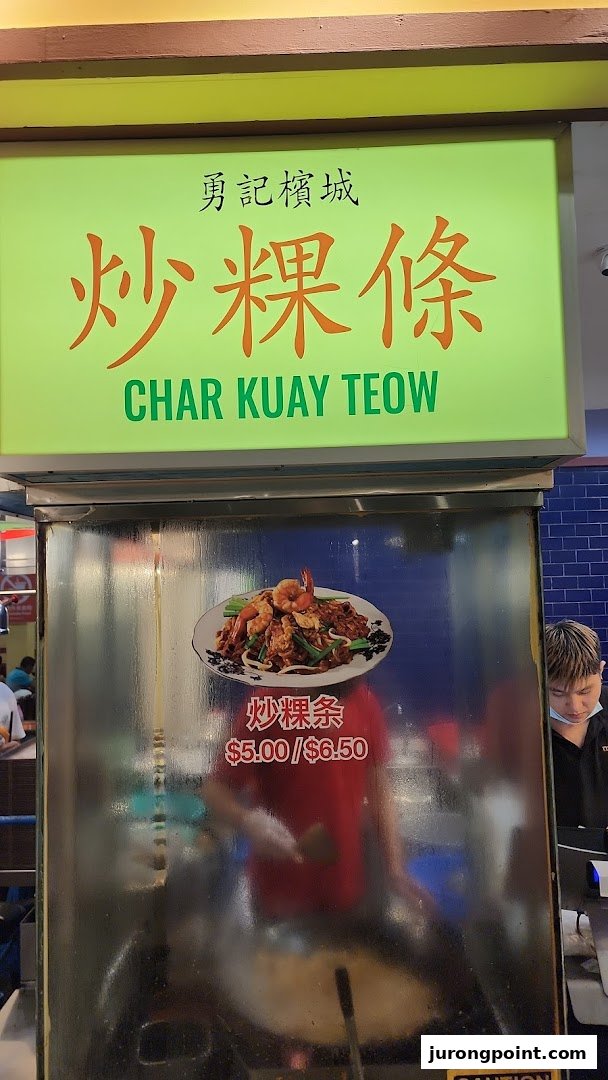 勇記檳城
炒粿條
CHAR KUAY TEOW
炒粿条
$5.00 / $6.50
jurongpoint.com
CAUTION